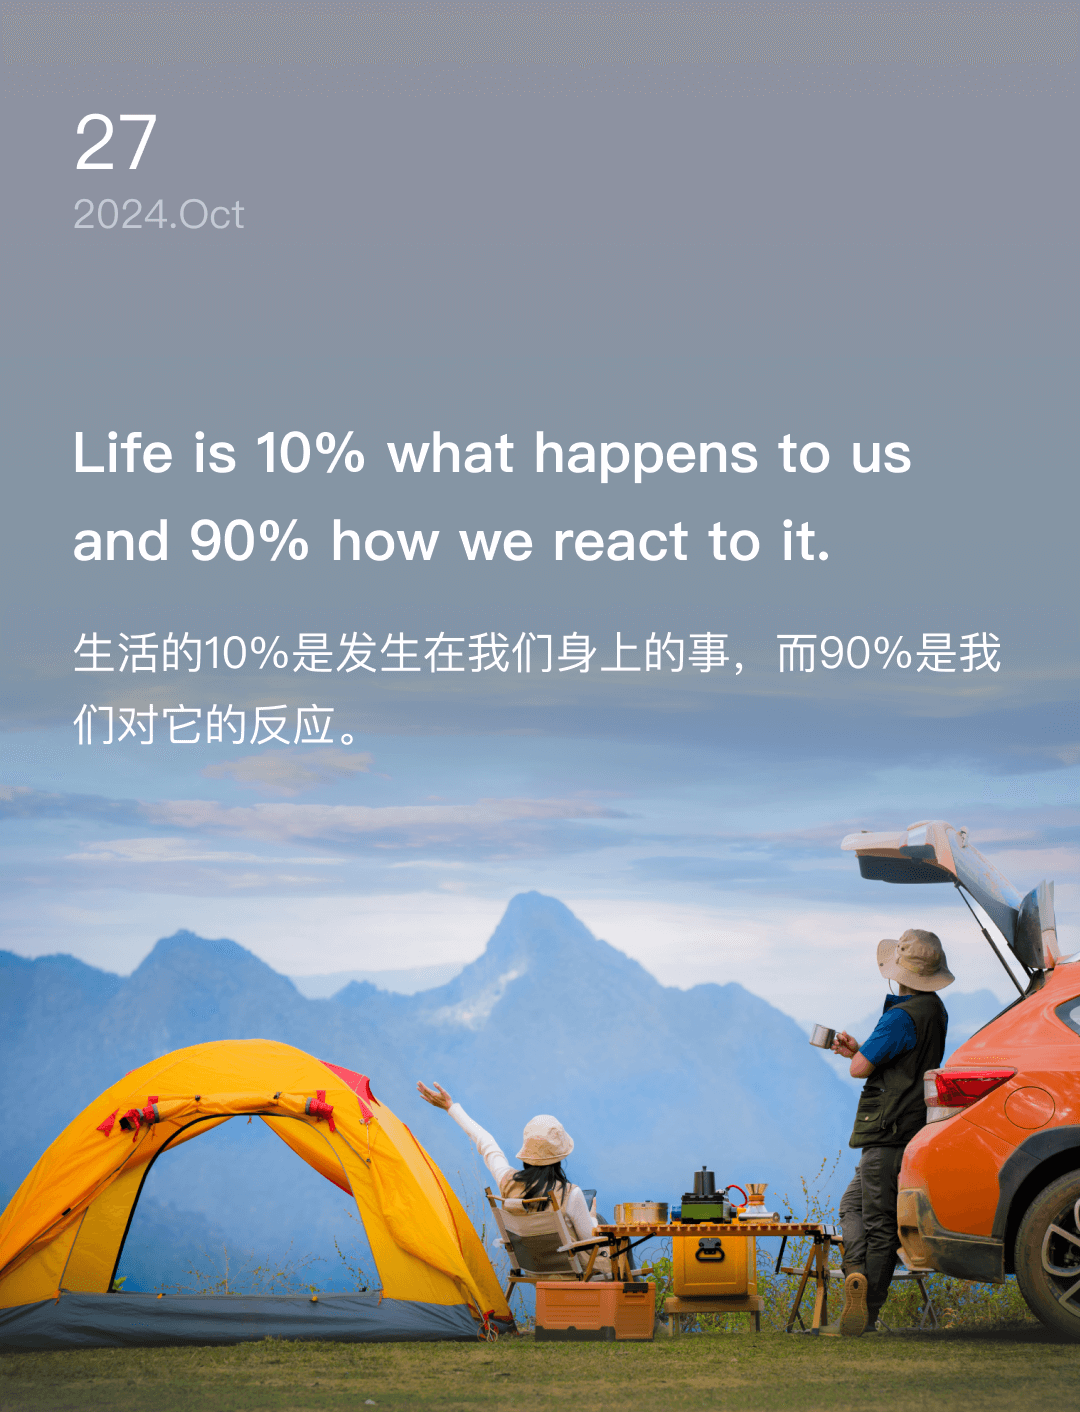 27
2024.Oct
Life is 10% what happens to us
and 90% how we react to it.
生活的10%是发生在我们身上的事，而90%是我
们对它的反应。